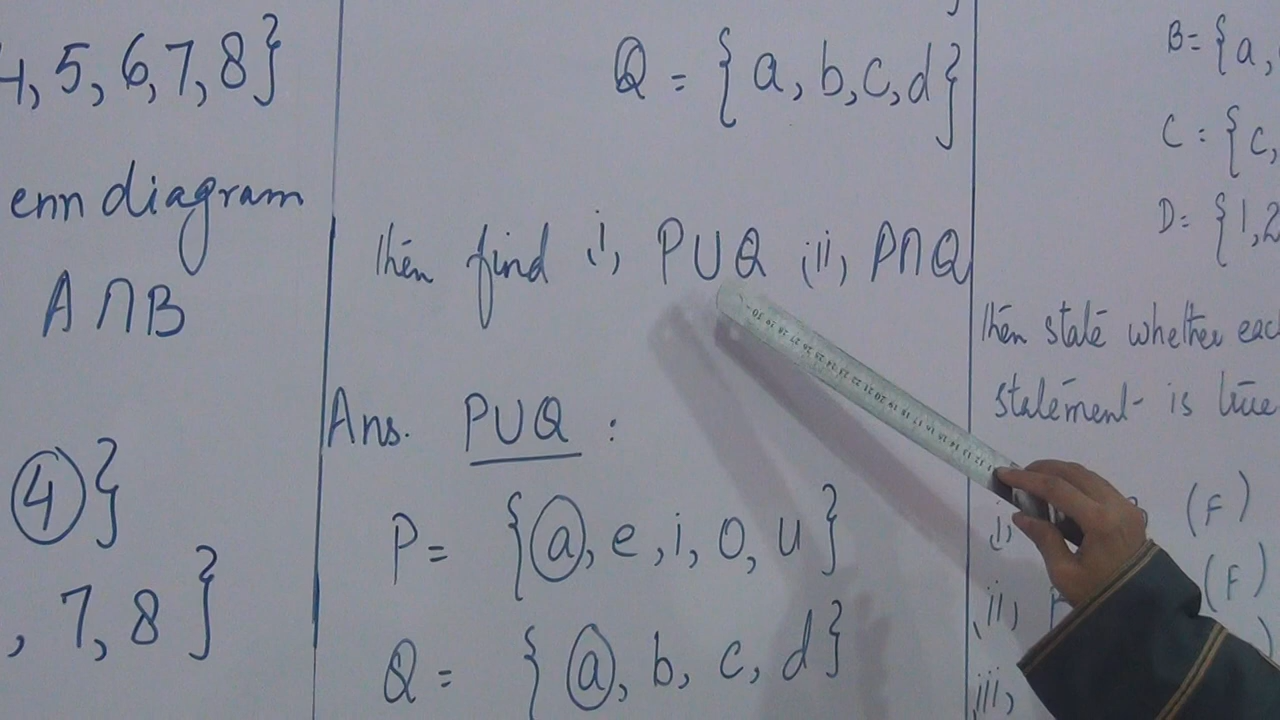 4, 5, 6, 7, 8}
enn diagram
A∩B
④}
, 7, 8 }
Q = {a, b, c, d}
then find i, P∪Q ii, P∩Q
Ans. P∪Q :
P = {ⓐ, e, i, o, u}
Q = {ⓐ, b, c, d}
B = {a,
C = {c,
D = {1, 2
then state whether eac
statement is true
i, (F)
ii, (F)
iii, )